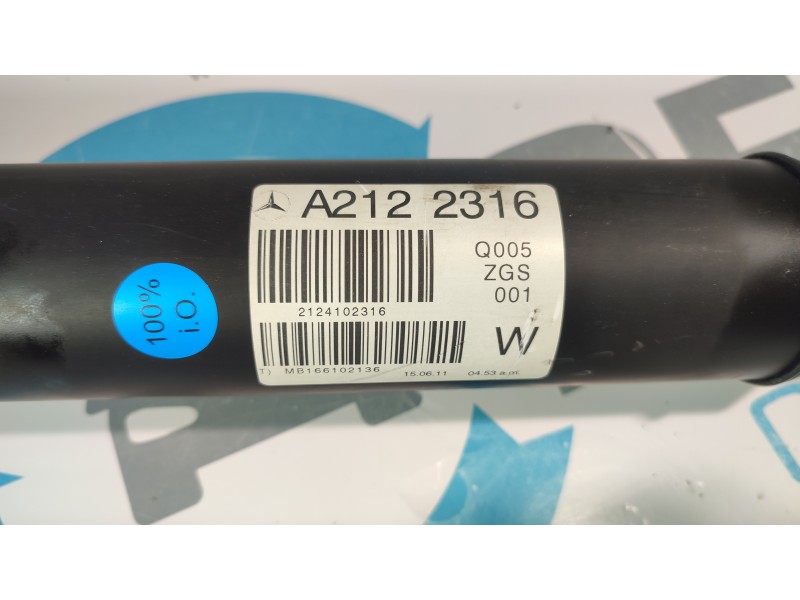 A212 2316
Q005
ZGS
001
2124102316
W
T) MB166102136 15.06.11 04.53
100%
i.O.